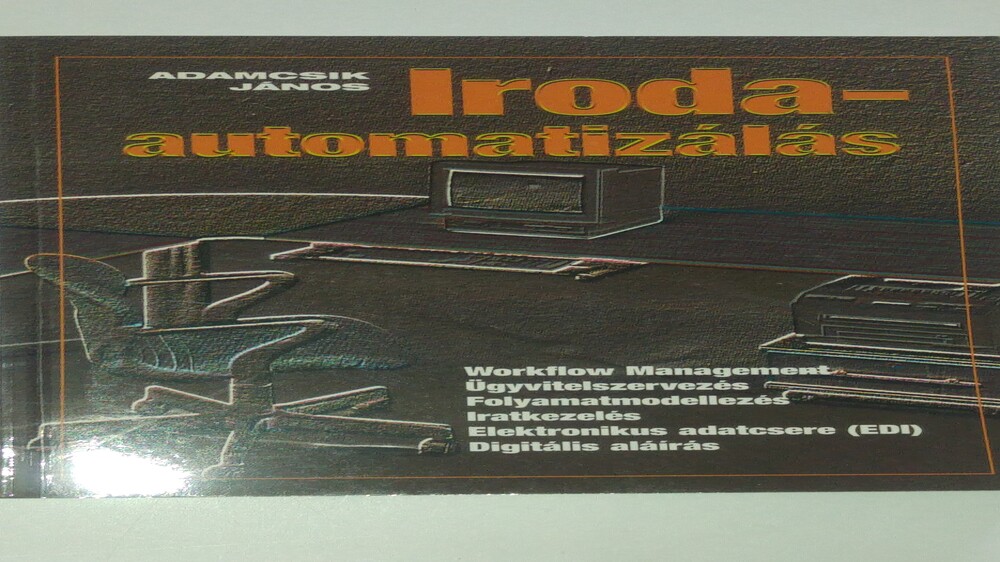 ADAMCSIK
JÁNOS
Iroda-
automatizálás
Workflow Management
Ügyvitelszervezés
Folyamatmodellezés
Iratkezelés
Elektronikus adatcsere (EDI)
Digitális aláírás